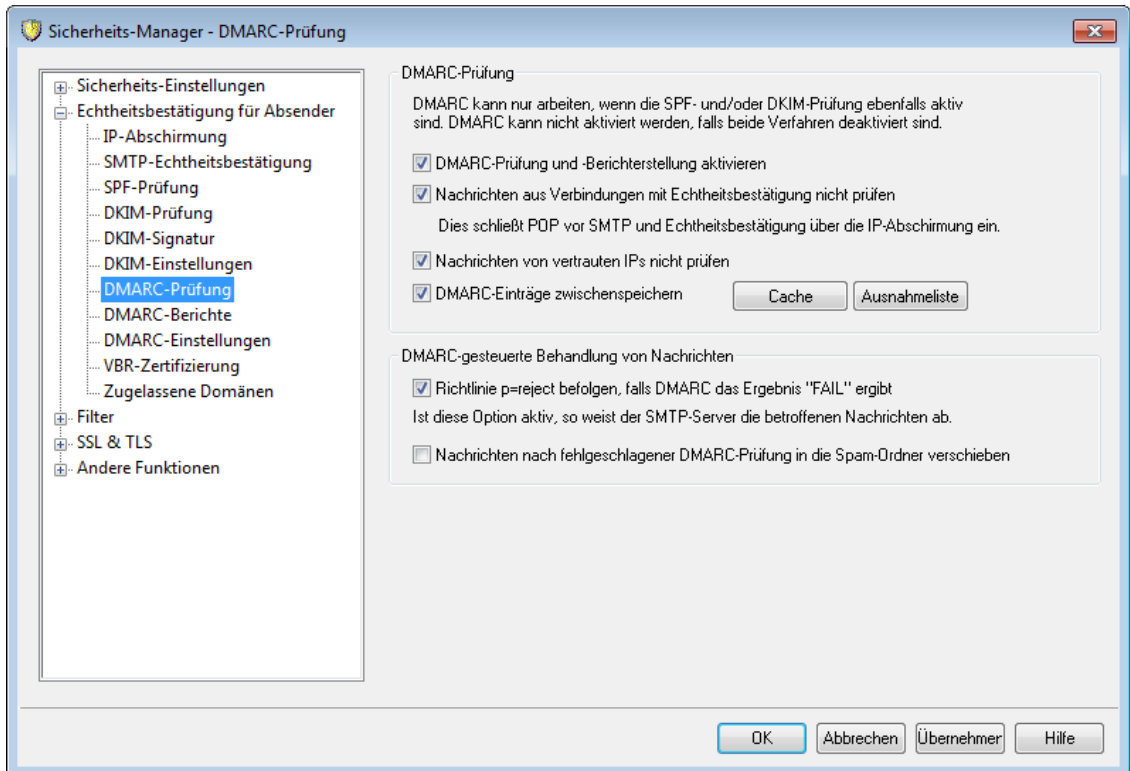 Sicherheits-Manager - DMARC-Prüfung
Sicherheits-Einstellungen
Echtheitsbestätigung für Absender
IP-Abschirmung
SMTP-Echtheitsbestätigung
SPF-Prüfung
DKIM-Prüfung
DKIM-Signatur
DKIM-Einstellungen
DMARC-Prüfung
DMARC-Berichte
DMARC-Einstellungen
VBR-Zertifizierung
Zugelassene Domänen
Filter
SSL & TLS
Andere Funktionen
DMARC-Prüfung
DMARC kann nur arbeiten, wenn die SPF- und/oder DKIM-Prüfung ebenfalls aktiv
sind. DMARC kann nicht aktiviert werden, falls beide Verfahren deaktiviert sind.
DMARC-Prüfung und -Berichterstellung aktivieren
Nachrichten aus Verbindungen mit Echtheitsbestätigung nicht prüfen
Dies schließt POP vor SMTP und Echtheitsbestätigung über die IP-Abschirmung ein.
Nachrichten von vertrauten IPs nicht prüfen
DMARC-Einträge zwischenspeichern Cache Ausnahmeliste
DMARC-gesteuerte Behandlung von Nachrichten
Richtlinie p=reject befolgen, falls DMARC das Ergebnis "FAIL" ergibt
Ist diese Option aktiv, so weist der SMTP-Server die betroffenen Nachrichten ab.
Nachrichten nach fehlgeschlagener DMARC-Prüfung in die Spam-Ordner verschieben
OK Abbrechen Übernehmer Hilfe